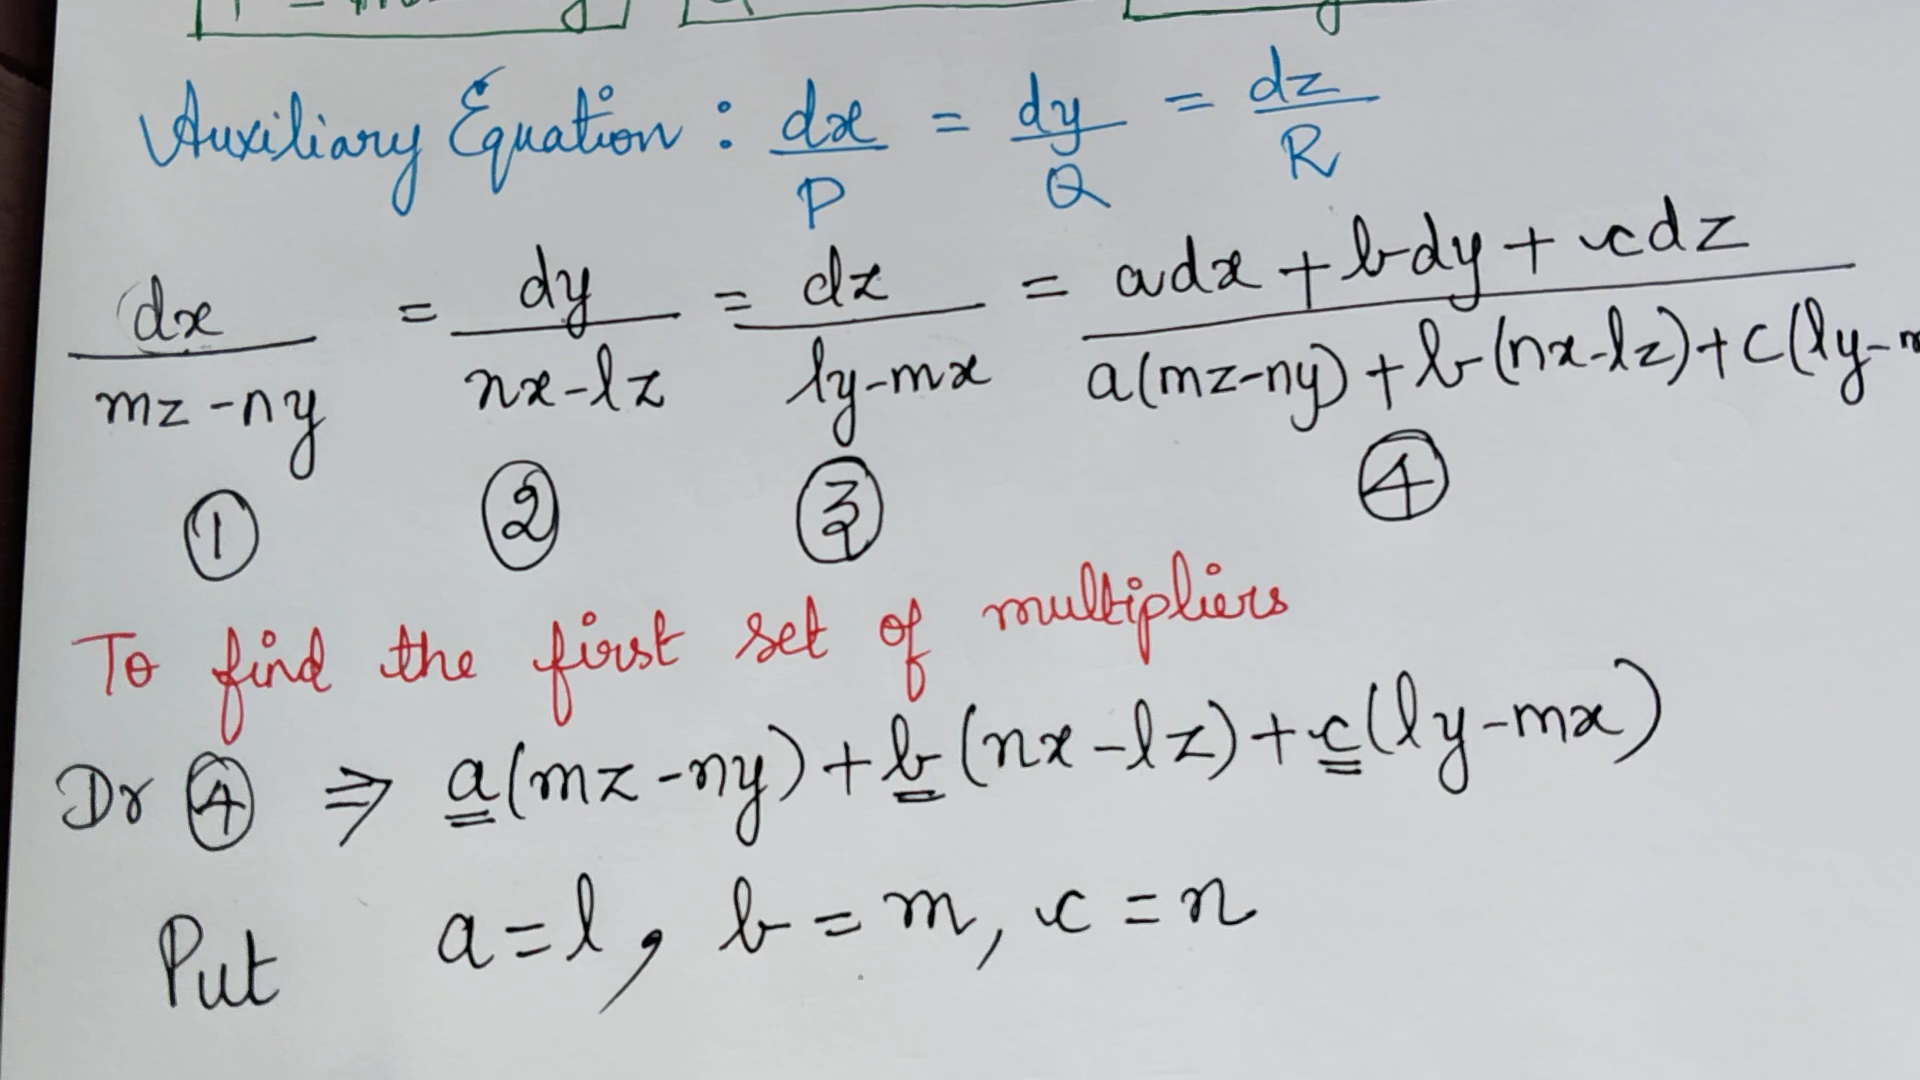 Auxiliary Equation : dx/P = dy/Q = dz/R
dx/mz-ny = dy/nx-lz = dz/ly-mx = adx+bdy+cdz/a(mz-ny)+b(nx-lz)+c(ly-
① ② ③ ④
To find the first set of multipliers
Dr ④ ⇒ a(mz-ny)+b(nx-lz)+c(ly-mx)
Put a=l, b=m, c=n